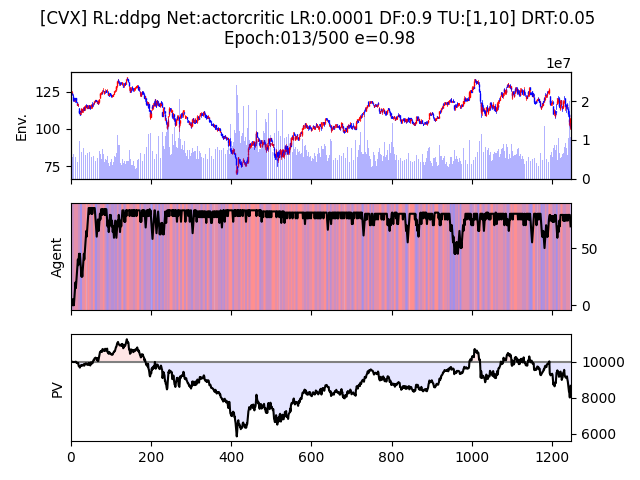 [CVX] RL:ddpg Net:actorcritic LR:0.0001 DF:0.9 TU:[1,10] DRT:0.05
Epoch:013/500 e=0.98
1e7
125
100
75
Env.
2
1
0
Agent
50
0
PV
10000
8000
6000
0 200 400 600 800 1000 1200